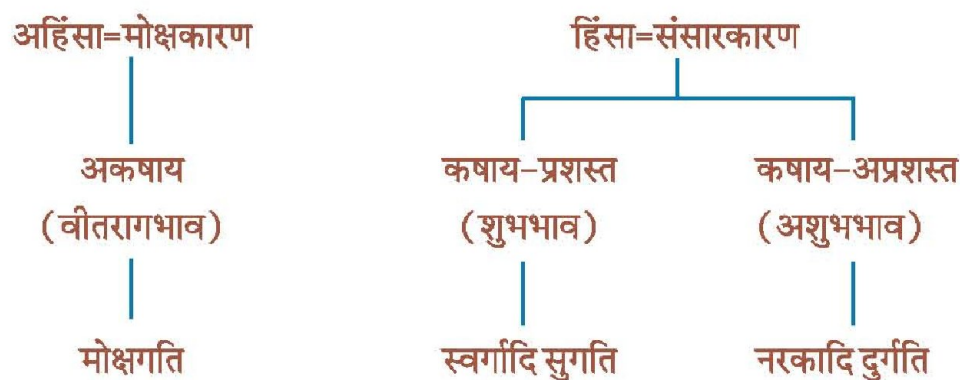 अहिंसा=मोक्षकारण हिंसा=संसारकारण
अकषाय कषाय–प्रशस्त कषाय–अप्रशस्त
(वीतरागभाव) (शुभभाव) (अशुभभाव)
मोक्षगति स्वर्गादि सुगति नरकादि दुर्गति